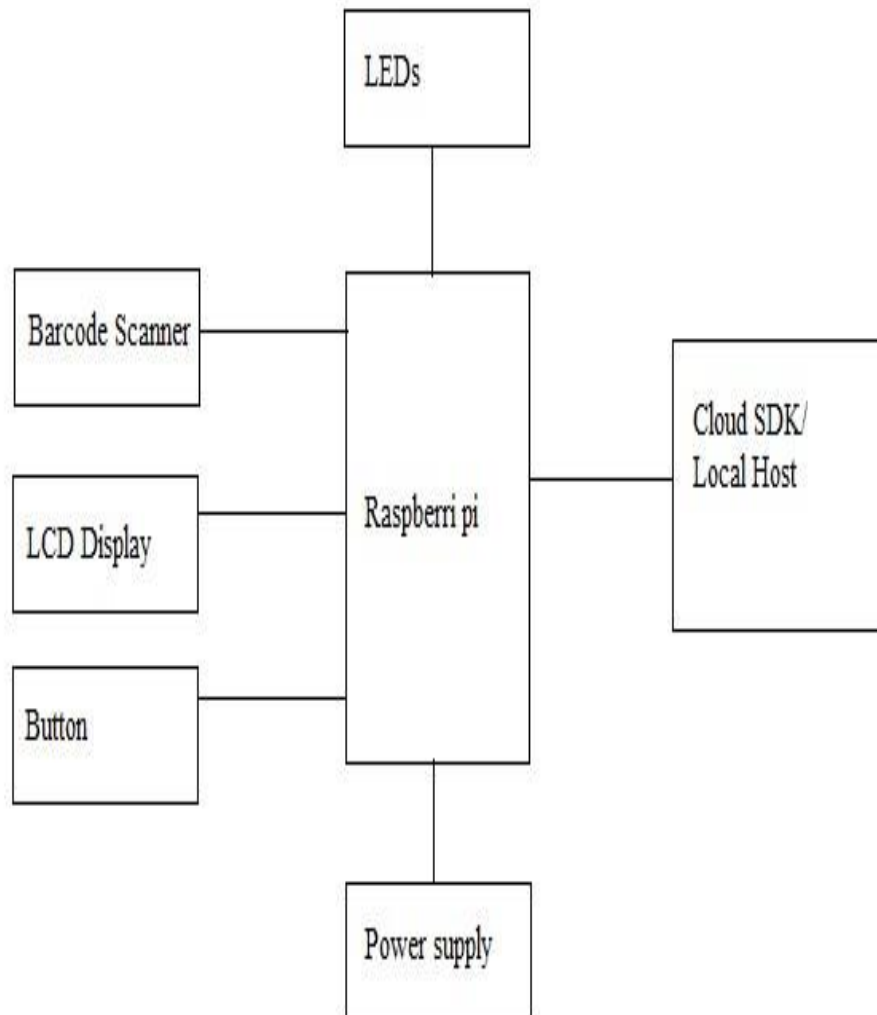 LEDs
Barcode Scanner
Cloud SDK/
Local Host
Raspberri pi
LCD Display
Button
Power supply